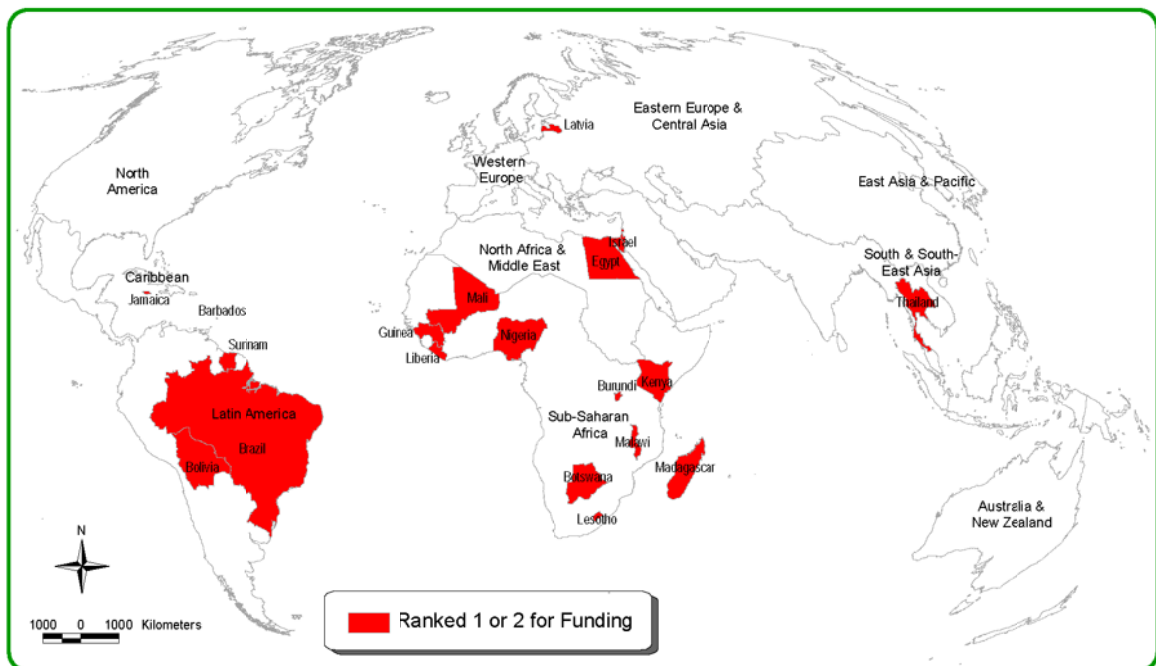 Eastern Europe &
Central Asia
Latvia
Western
Europe
North
America
East Asia & Pacific
North Africa &
Middle East
Israel
Egypt
South & South-
East Asia
Caribbean
Jamaica
Barbados
Mali
Thailand
Guinea
Nigeria
Surinam
Liberia
Burundi
Kenya
Latin America
Sub-Saharan
Africa
Brazil
Malawi
Bolivia
Madagascar
Botswana
Lesotho
Australia &
New Zealand
N
1000 0 1000 Kilometers
Ranked 1 or 2 for Funding